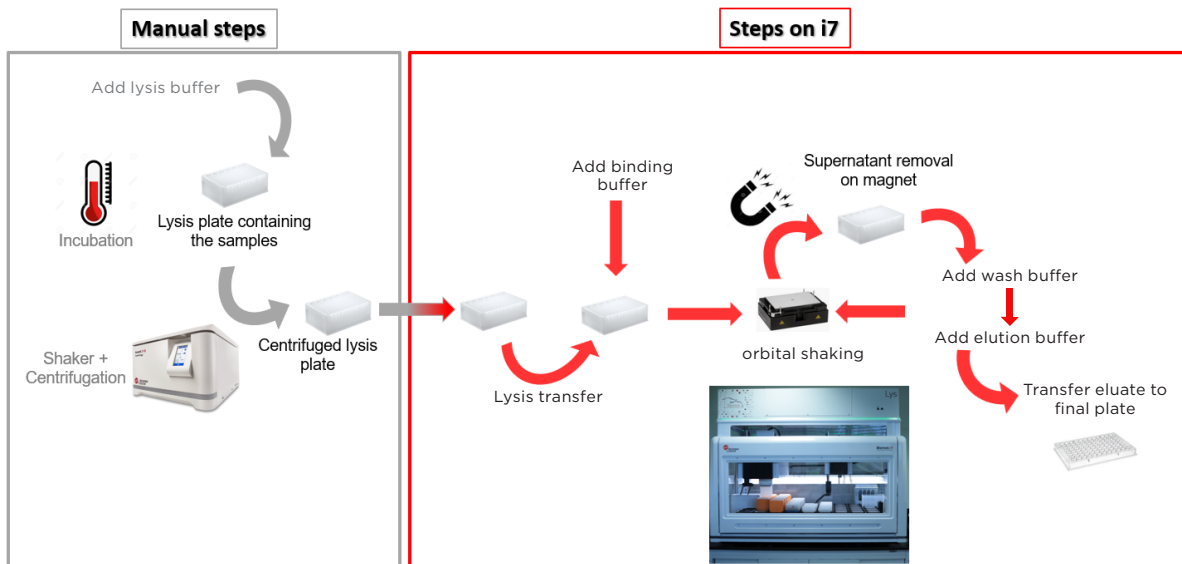 Manual steps
Steps on i7
Add lysis buffer
Incubation
Lysis plate containing
the samples
Shaker +
Centrifugation
Centrifuged lysis
plate
Lysis transfer
Add binding
buffer
orbital shaking
Supernatant removal
on magnet
Add wash buffer
Add elution buffer
Transfer eluate to
final plate
Lys